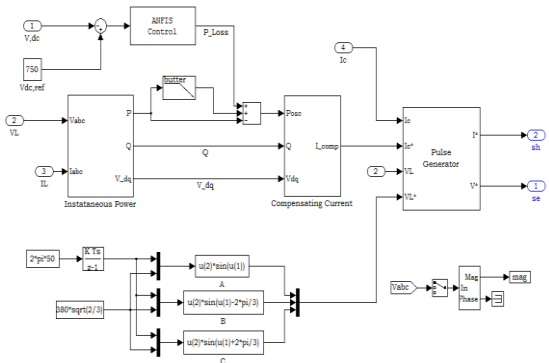 1
V,dc
750
Vdc,ref
ANFIS
Control
P_Loss
4
Ic
butter
2
VL
3
IL
Vabc
Iabc
P
Q
V_dq
Instataneous Power
Q
V_dq
Posc
Q
Vdq
I_comp
Compensating Current
Ic
Ic*
VL
VL*
Pulse
Generator
I*
V*
2
2
sh
1
se
2*pi*50
K Ts
z-1
380*sqrt(2/3)
u(2)*sin(u(1))
A
u(2)*sin(u(1)-2*pi/3)
B
u(2)*sin(u(1)+2*pi/3)
C
Vabc
Mag
In
Phase
mag